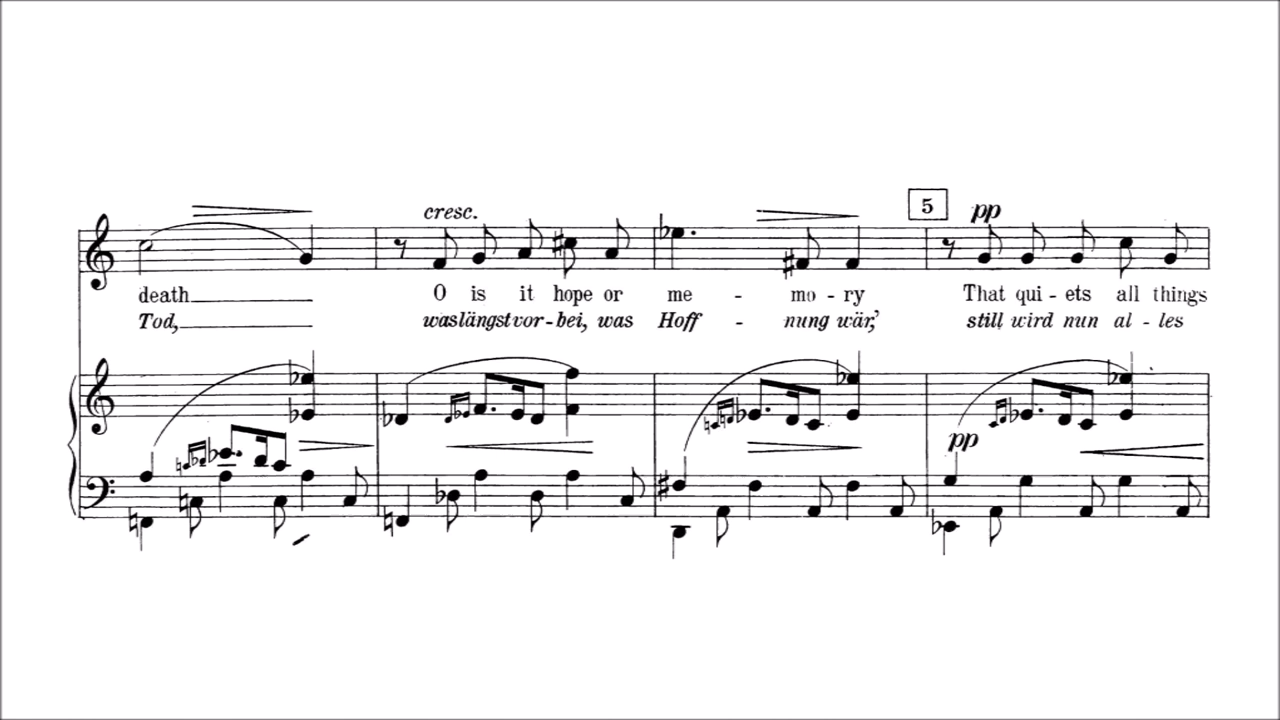 5
cresc. pp
death O is it hope or me - mo - ry That qui - ets all things
Tod, was längst vor - bei, was Hoff - nung wär,' still wird nun al - les
pp